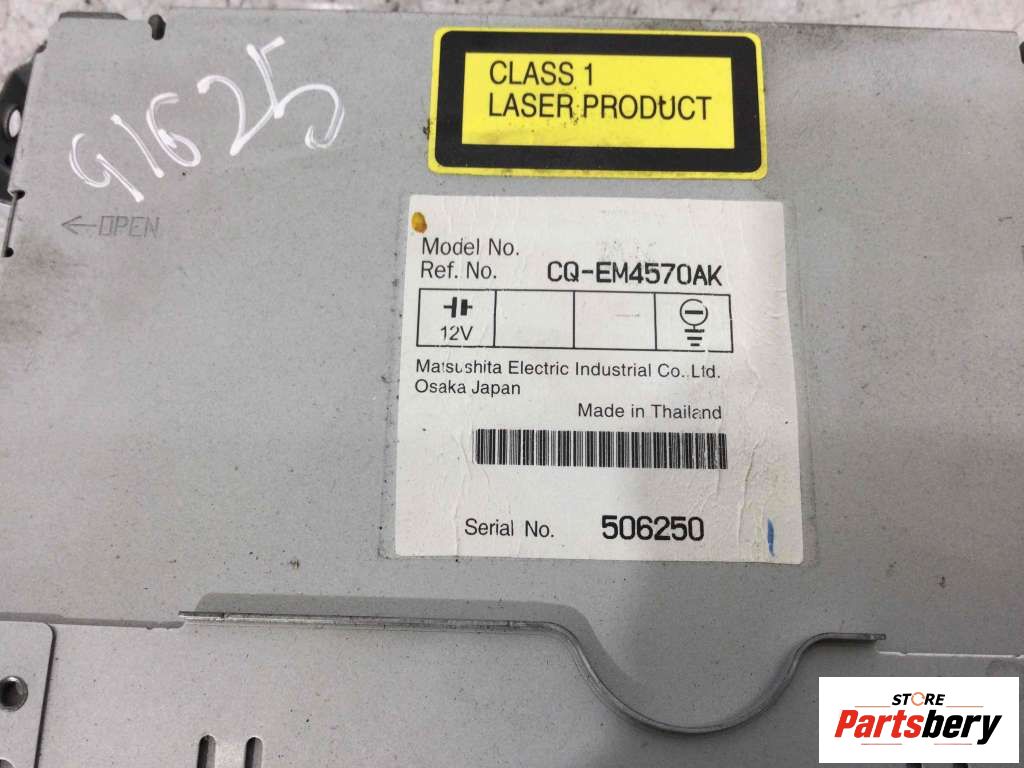 CLASS 1
LASER PRODUCT
91625
OPEN
Model No.
Ref. No. CQ-EM4570AK
12V
Matsushita Electric Industrial Co., Ltd.
Osaka Japan
Made in Thailand
Serial No. 506250
STORE
Partsbery